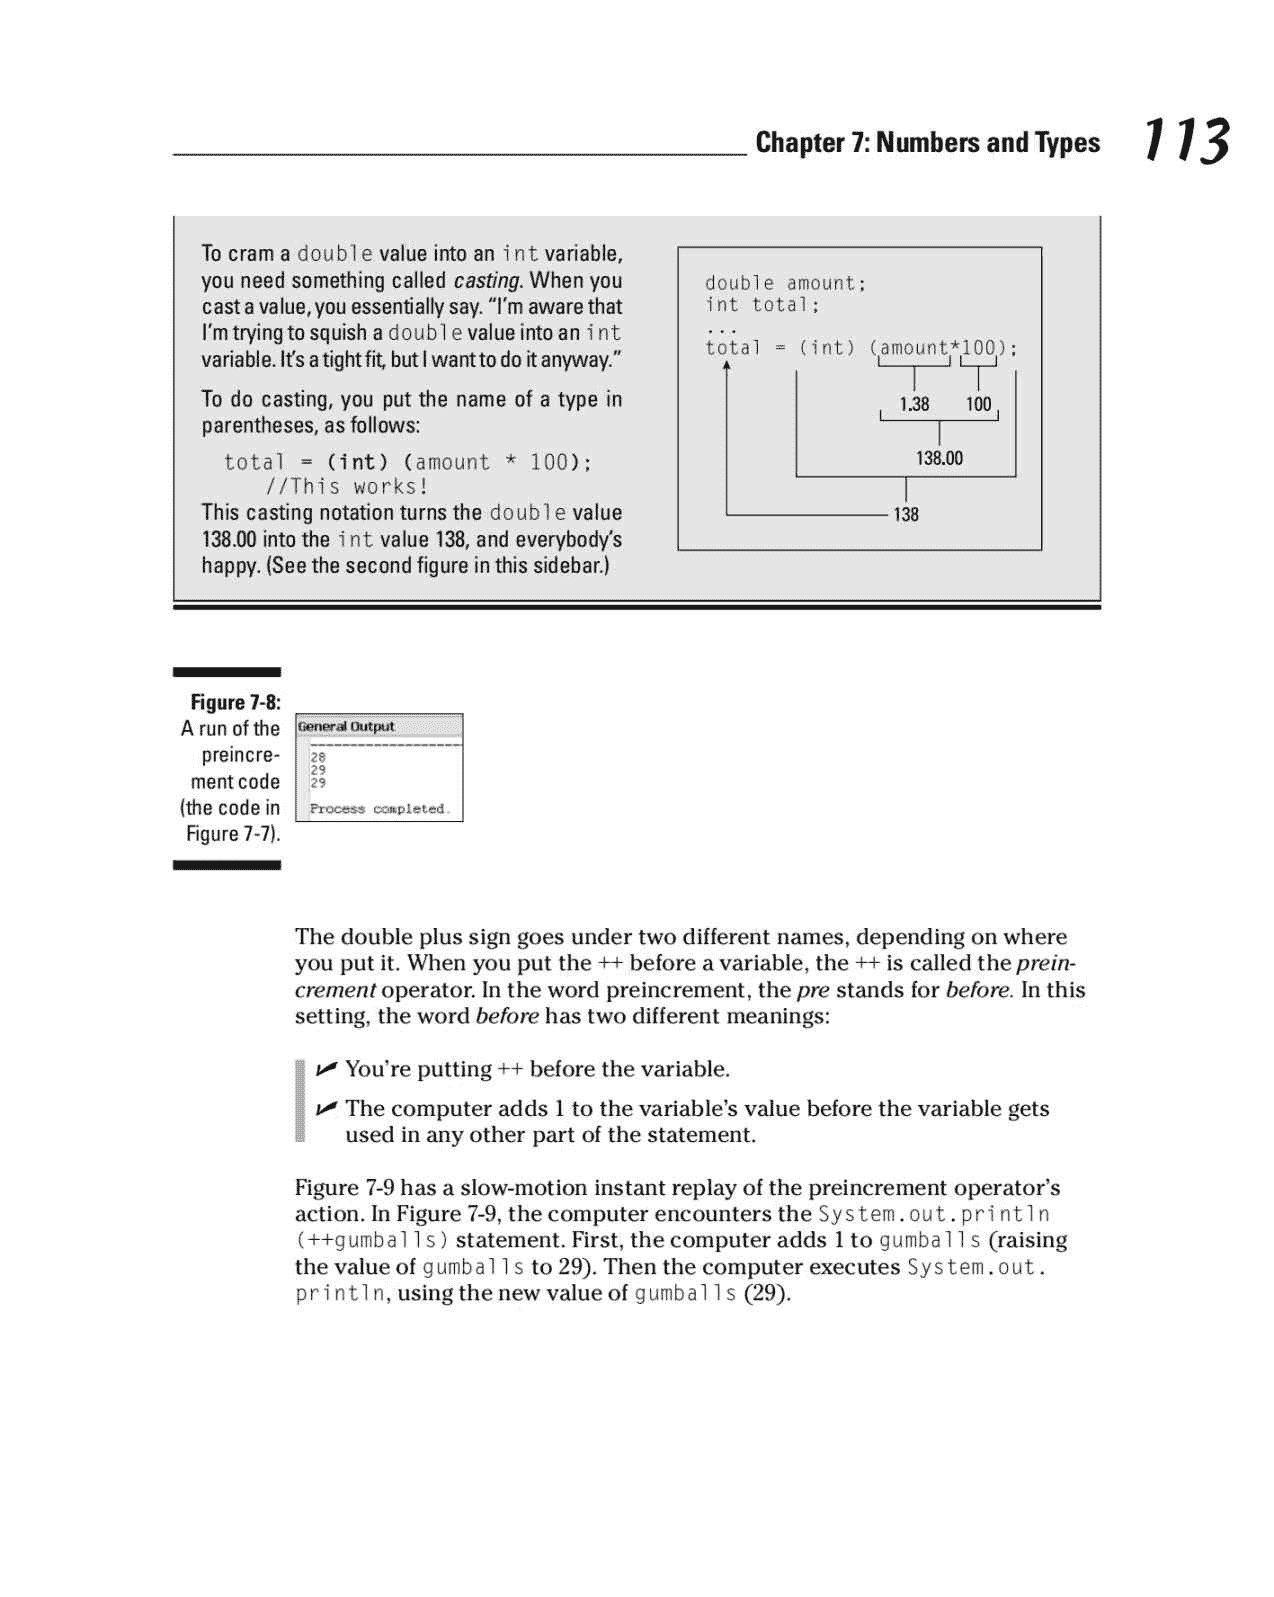 Chapter 7: Numbers and Types 113
To cram a double value into an int variable,
you need something called casting. When you
cast a value, you essentially say. “I’m aware that
I’m trying to squish a double value into an int
variable. It’s a tight fit, but I want to do it anyway.”
To do casting, you put the name of a type in
parentheses, as follows:
total = (int) (amount * 100);
//This works!
This casting notation turns the double value
138.00 into the int value 138, and everybody’s
happy. (See the second figure in this sidebar.)
double amount;
int total;
...
total = (int) (amount*100);
1.38 100
138.00
138
Figure 7-8:
A run of the
preincre-
ment code
(the code in
Figure 7-7).
General Output
--------------------
28
29
29
Process completed.
The double plus sign goes under two different names, depending on where
you put it. When you put the ++ before a variable, the ++ is called the prein-
crement operator. In the word preincrement, the pre stands for before. In this
setting, the word before has two different meanings:
✔ You’re putting ++ before the variable.
✔ The computer adds 1 to the variable’s value before the variable gets
used in any other part of the statement.
Figure 7-9 has a slow-motion instant replay of the preincrement operator’s
action. In Figure 7-9, the computer encounters the System.out.println
(++gumballs) statement. First, the computer adds 1 to gumballs (raising
the value of gumballs to 29). Then the computer executes System.out.
println, using the new value of gumballs (29).